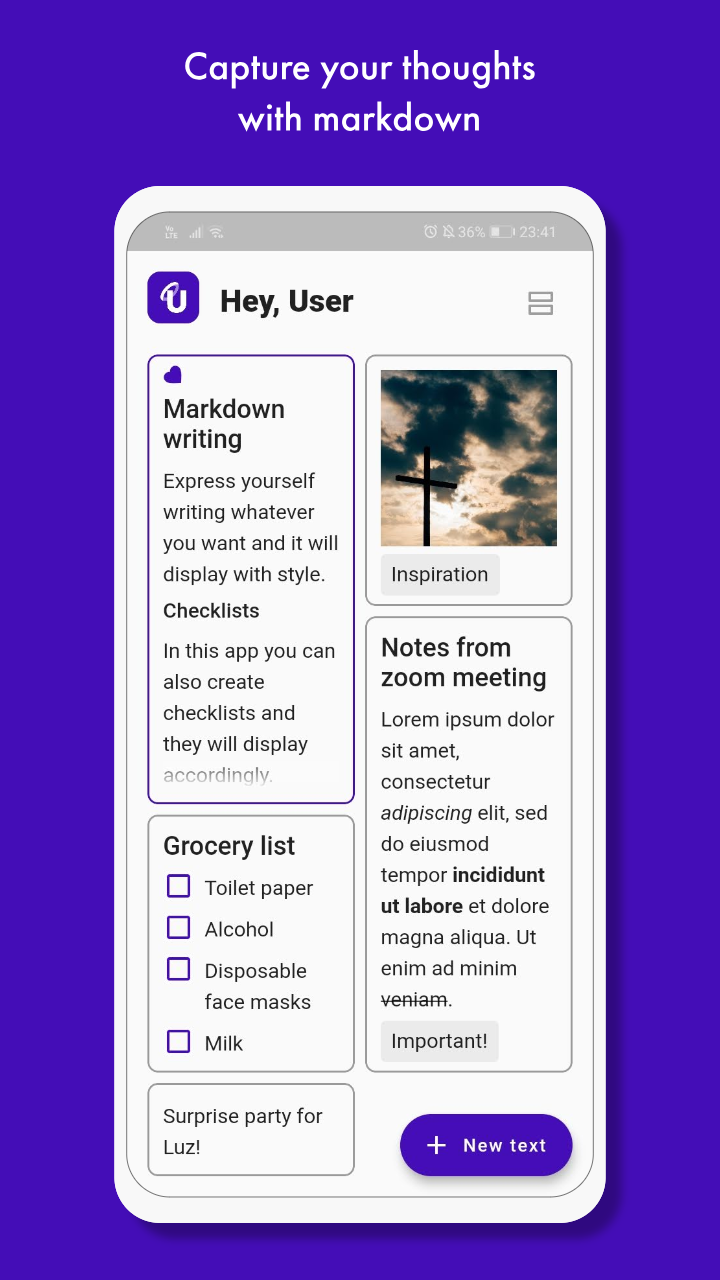 Capture your thoughts
with markdown
Vo
LTE
36%
23:41
U
Hey, User
Markdown
writing
Express yourself
writing whatever
you want and it will
display with style.
Checklists
In this app you can
also create
checklists and
they will display
accordingly.
Grocery list
Toilet paper
Alcohol
Disposable
face masks
Milk
Surprise party for
Luz!
Inspiration
Notes from
zoom meeting
Lorem ipsum dolor
sit amet,
consectetur
adipiscing elit, sed
do eiusmod
tempor incididunt
ut labore et dolore
magna aliqua. Ut
enim ad minim
veniam.
Important!
New text